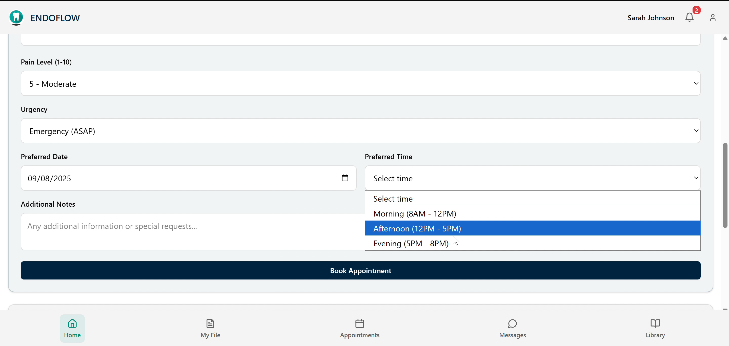 ENDOFLOW
Sarah Johnson
3
Pain Level (1-10)
5 - Moderate
Urgency
Emergency (ASAP)
Preferred Date
Preferred Time
09/08/2025
Select time
Select time
Morning (8AM - 12PM)
Afternoon (12PM - 5PM)
Evening (5PM - 8PM)
Additional Notes
Any additional information or special requests...
Book Appointment
Home
My File
Appointments
Messages
Library